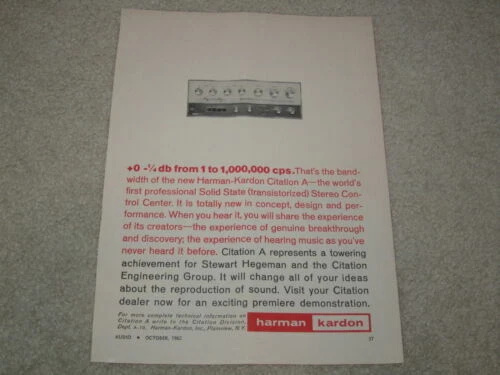 +0 -¼ db from 1 to 1,000,000 cps. That's the band-
width of the new Harman-Kardon Citation A—the world's
first professional Solid State (transistorized) Stereo Con-
trol Center. It is totally new in concept, design and per-
formance. When you hear it, you will share the experience
of its creators—the experience of genuine breakthrough
and discovery; the experience of hearing music as you've
never heard it before. Citation A represents a towering
achievement for Stewart Hegeman and the Citation
Engineering Group. It will change all of your ideas
about the reproduction of sound. Visit your Citation
dealer now for an exciting premiere demonstration.
For more complete technical information on
Citation A write to the Citation Division,
Dept. A-10, Harman-Kardon, Inc., Plainview, N.Y.
harman kardon
AUDIO • OCTOBER, 1962
37